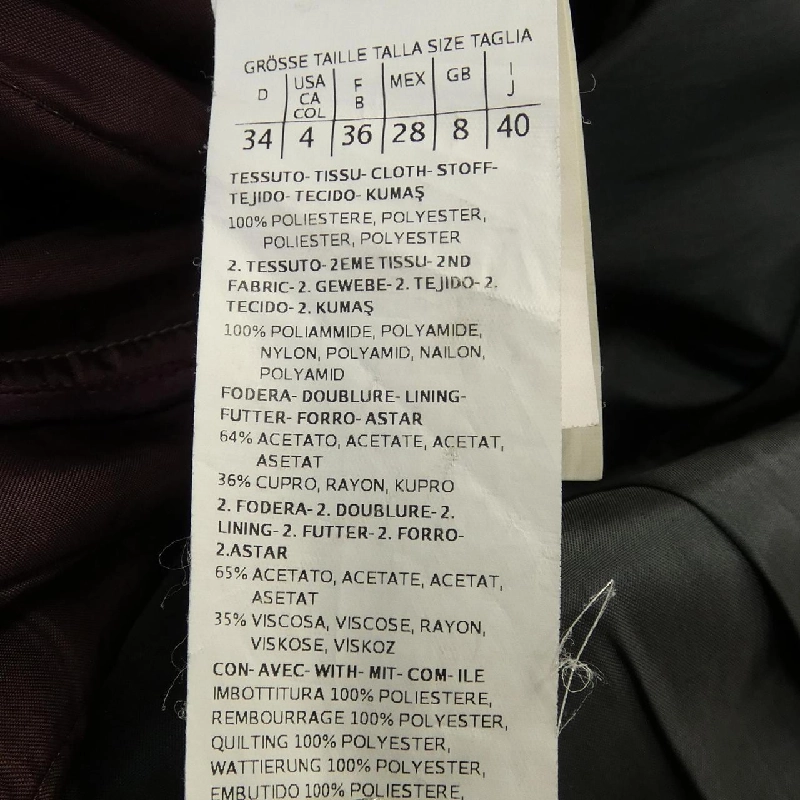 GRÖSSE TAILLE TALLA SIZE TAGLIA
D USA CA COL F B MEX GB I J
34 4 36 28 8 40
TESSUTO- TISSU- CLOTH- STOFF-
TEJIDO- TECIDO- KUMAŞ
100% POLIESTERE, POLYESTER,
POLIESTER, POLYESTER
2. TESSUTO- 2EME TISSU- 2ND
FABRIC- 2. GEWEBE- 2. TEJIDO- 2.
TECIDO- 2. KUMAŞ
100% POLIAMMIDE, POLYAMIDE,
NYLON, POLYAMID, NAILON,
POLYAMID
FODERA- DOUBLURE- LINING-
FUTTER- FORRO- ASTAR
64% ACETATO, ACETATE, ACETAT,
ASETAT
36% CUPRO, RAYON, KUPRO
2. FODERA- 2. DOUBLURE- 2.
LINING- 2. FUTTER- 2. FORRO-
2.ASTAR
65% ACETATO, ACETATE, ACETAT,
ASETAT
35% VISCOSA, VISCOSE, RAYON,
VISKOSE, VİSKOZ
CON- AVEC- WITH- MIT- COM- ILE
IMBOTTITURA 100% POLIESTERE,
REMBOURRAGE 100% POLYESTER,
QUILTING 100% POLYESTER,
WATTIERUNG 100% POLYESTER,
EMBUTIDO 100% POLIESTERE,